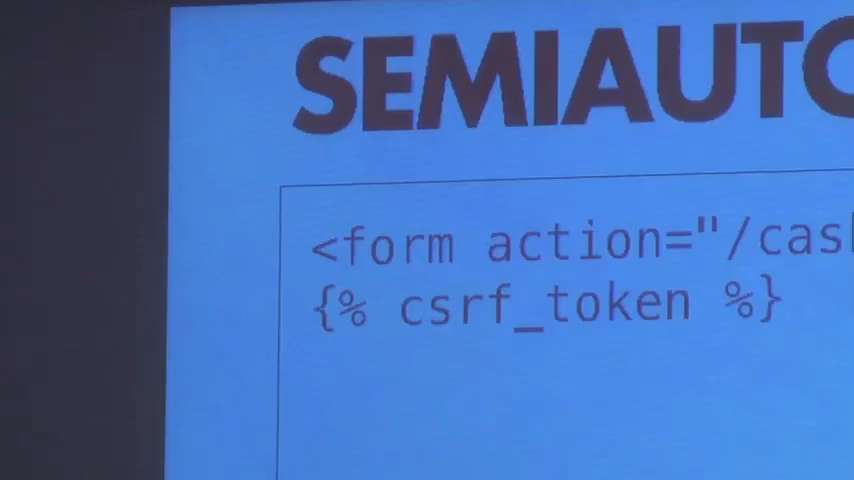 SEMIAUTO
<form action="/cas
{% csrf_token %}